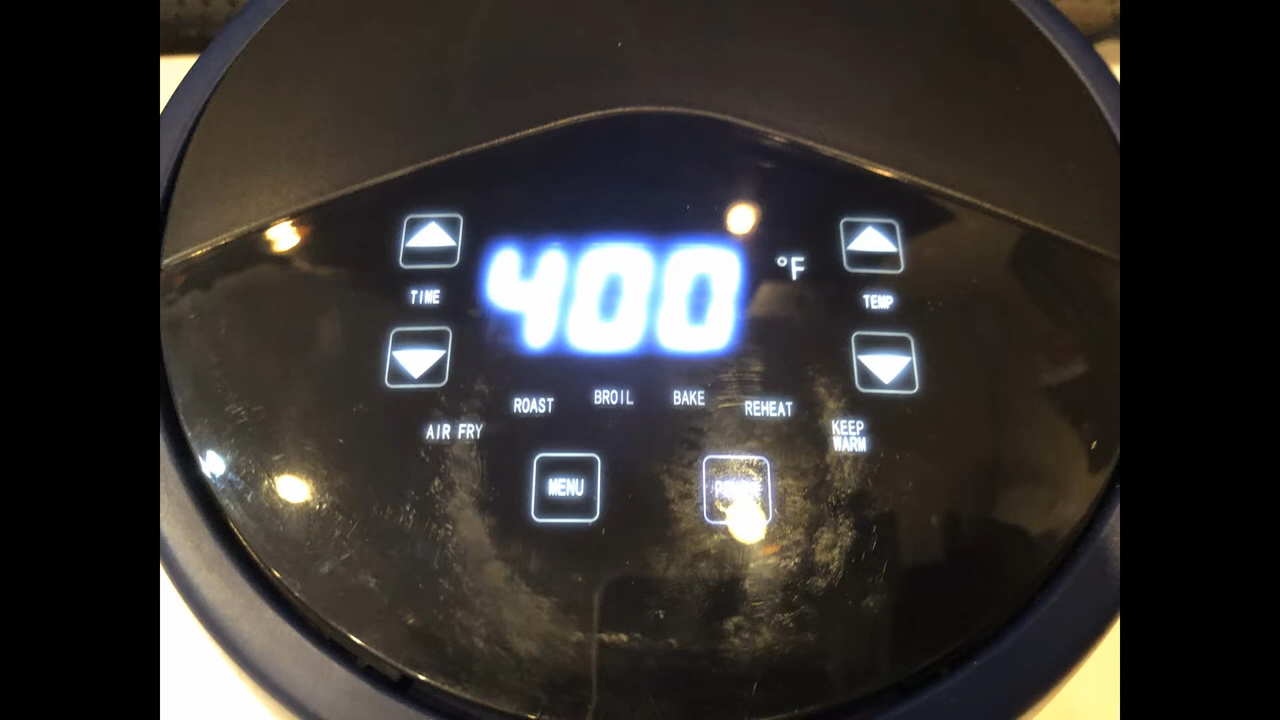 400 °F
TIME
TEMP
ROAST
BROIL
BAKE
REHEAT
AIR FRY
KEEP
WARM
MENU